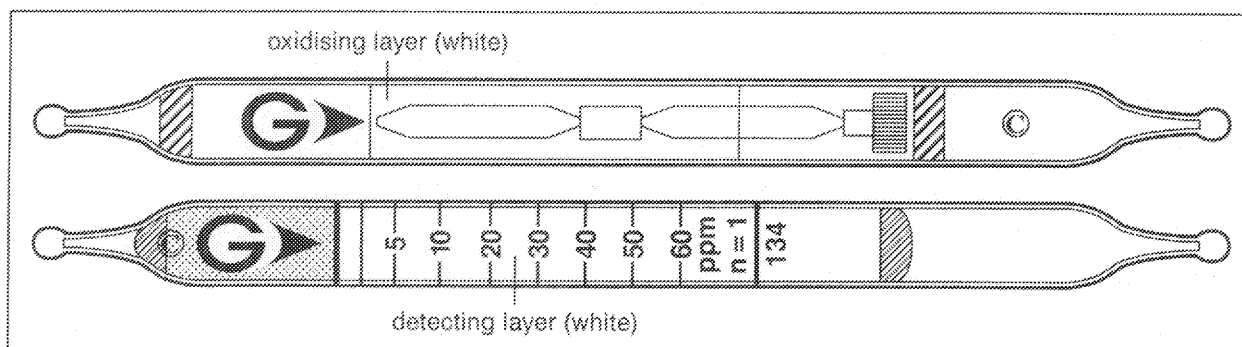 oxidising layer (white)
G
G
5
10
20
30
40
50
60
ppm
n = 1
134
detecting layer (white)